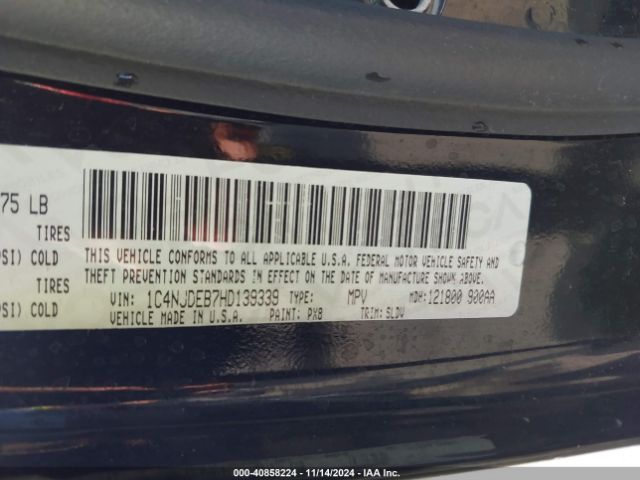 75 LB
TIRES
PSI) COLD
TIRES
SI) COLD
THIS VEHICLE CONFORMS TO ALL APPLICABLE U.S.A. FEDERAL MOTOR VEHICLE SAFETY AND
THEFT PREVENTION STANDARDS IN EFFECT ON THE DATE OF MANUFACTURE SHOWN ABOVE.
VIN: 1C4NJDEB7HD139339 TYPE: MPV MDH: 121800 900AA
VEHICLE MADE IN U.S.A. PAINT: PX8 TRIM: SLDV
000-40858224 - 11/14/2024 - IAA Inc.